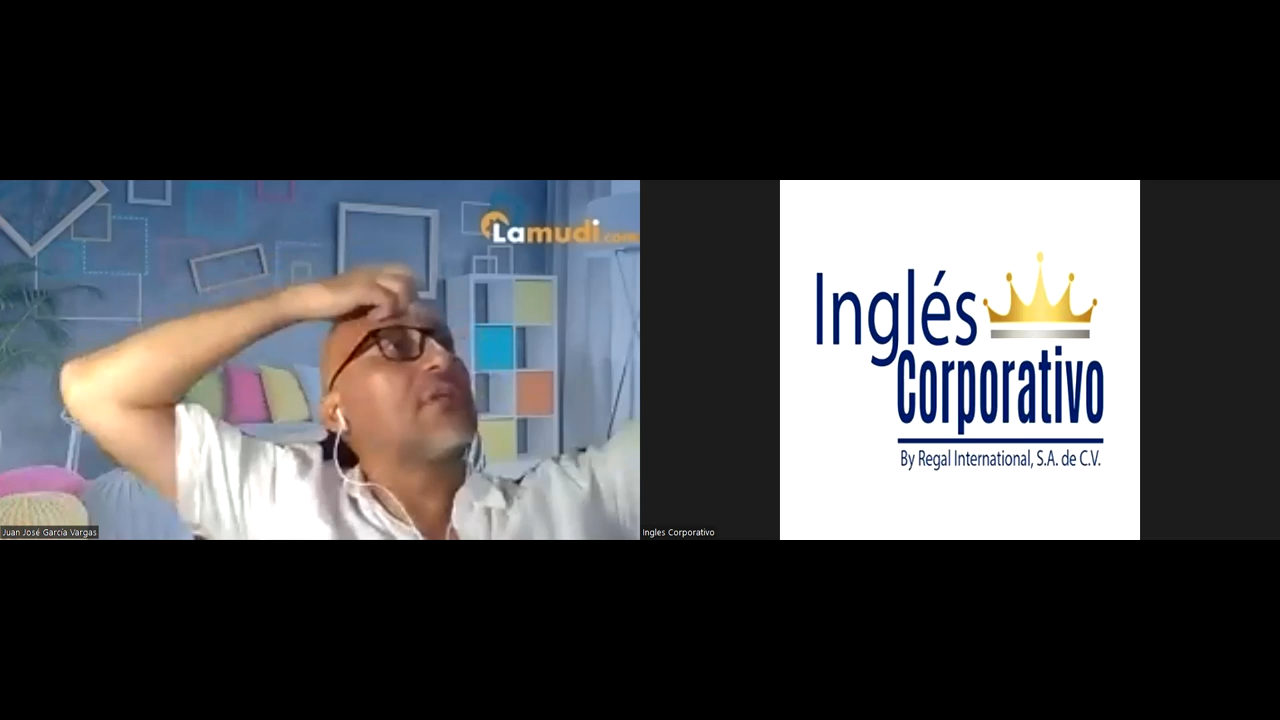 Lamudi.com
Inglés
Corporativo
By Regal International, S.A. de C.V.
Juan José García Vargas
Ingles Corporativo